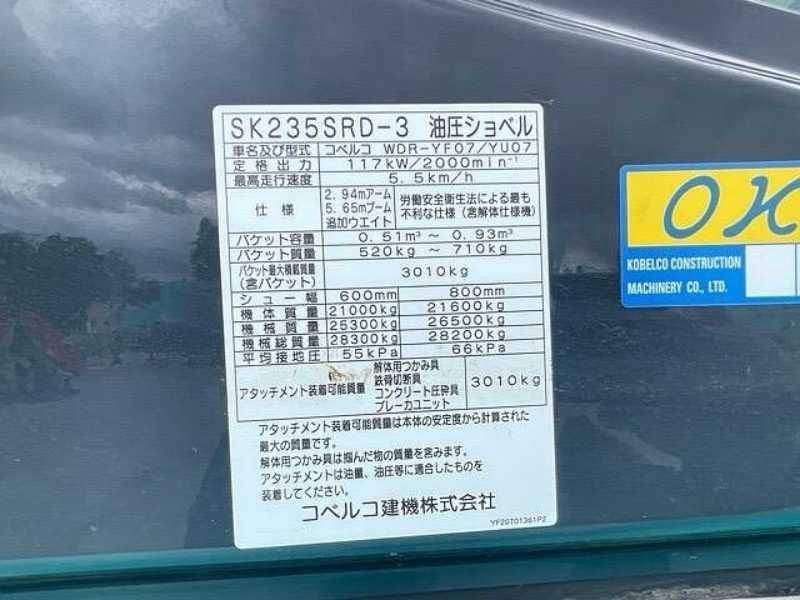 SK235SRD-3 油圧ショベル
車名及び型式 コベルコ WDR-YF07/YU07
定格出力 117kW/2000min⁻¹
最高走行速度 5.5km/h
仕様 2.94mアーム 5.65mブーム 追加ウエイト 労働安全衛生法による最も不利な仕様(含解体仕様機)
バケット容量 0.51m³ ~ 0.93m³
バケット質量 520kg ~ 710kg
バケット最大積載質量(含バケット) 3010kg
シュー幅 600mm 800mm
機体質量 21000kg 21600kg
機械質量 25300kg 26500kg
機械総質量 28300kg 28200kg
平均接地圧 55kPa 66kPa
アタッチメント装着可能質量 解体用つかみ具 鉄骨切断具 コンクリート圧砕具 ブレーカユニット 3010kg
アタッチメント装着可能質量は本体の安定度から計算された
最大の質量です。
解体用つかみ具は掴んだ物の質量を含みます。
アタッチメントは油量、油圧等に適合したものを
装着してください。
コベルコ建機株式会社
YF20T01361P2
OK
KOBELCO CONSTRUCTION
MACHINERY CO., LTD.